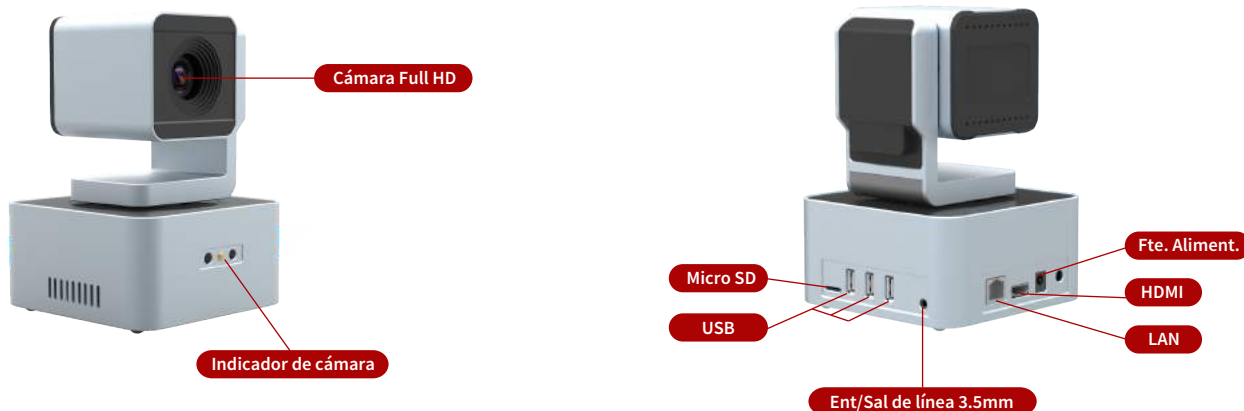 Cámara Full HD
Indicador de cámara
Fte. Aliment.
Micro SD
HDMI
USB
LAN
Ent/Sal de línea 3.5mm